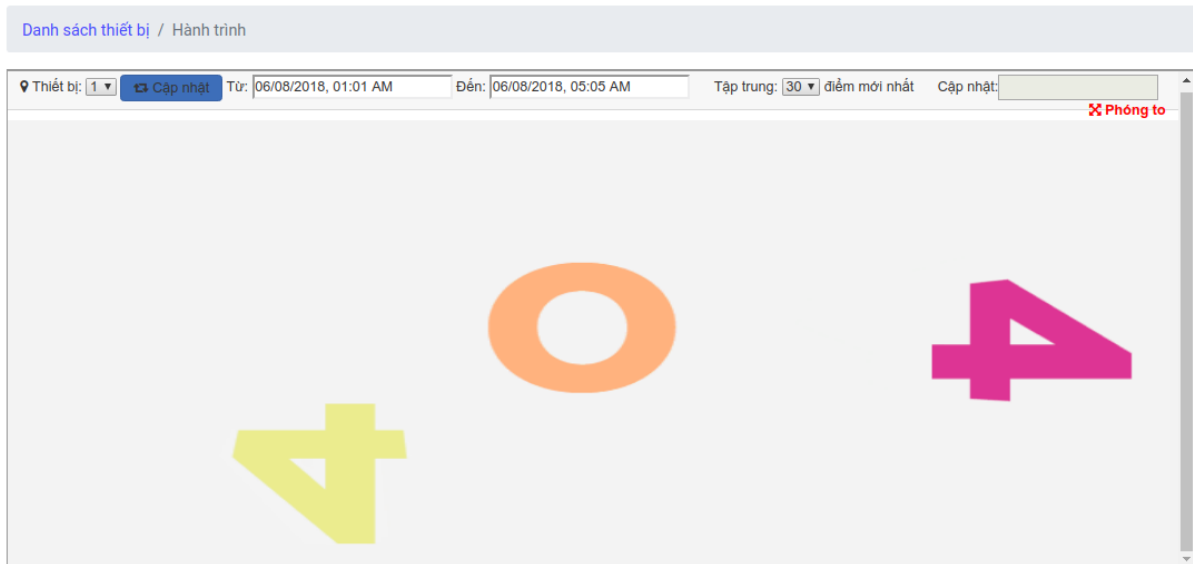 Danh sách thiết bị / Hành trình
Thiết bị: 1 Cập nhật Từ: 06/08/2018, 01:01 AM Đến: 06/08/2018, 05:05 AM Tập trung: 30 điểm mới nhất Cập nhật:
Phóng to
4 0 4